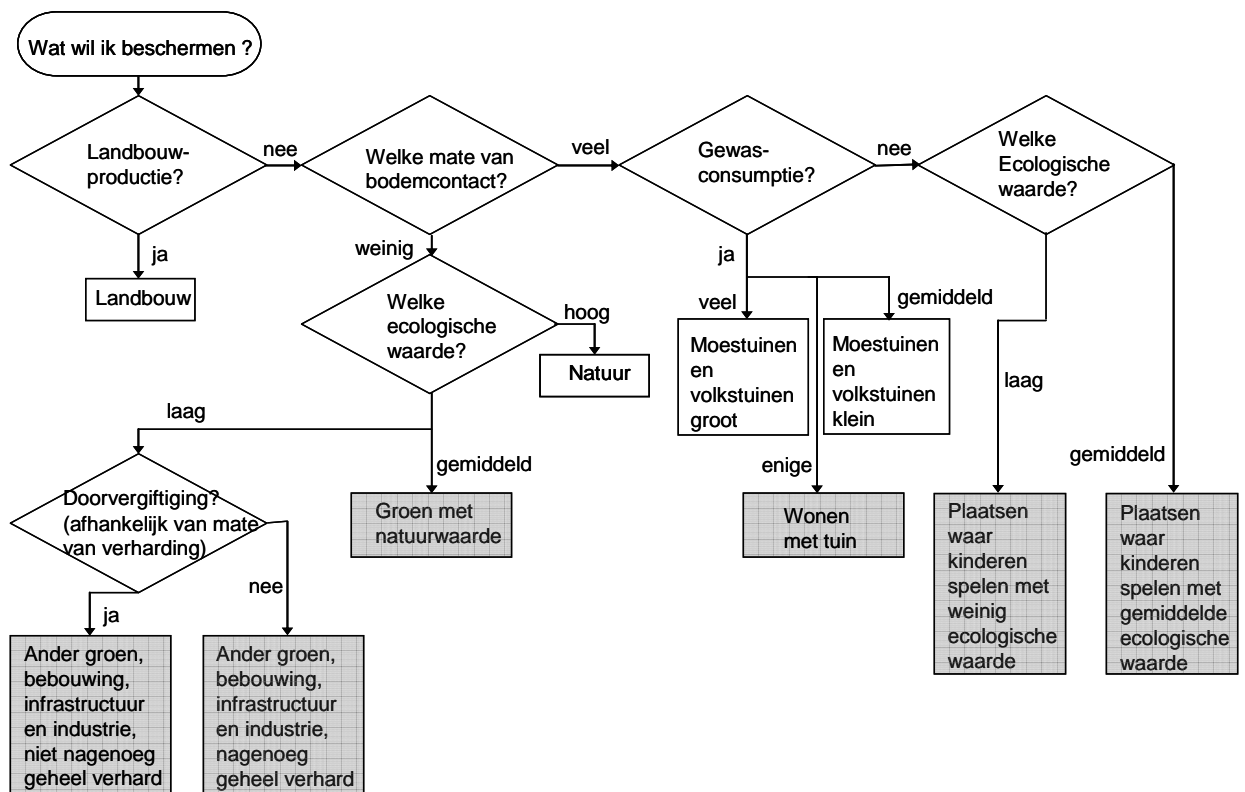 Wat wil ik beschermen ?
Landbouw-
productie?
nee
Welke mate van
bodemcontact?
veel
Gewas-
consumptie?
nee
Welke
Ecologische
waarde?
ja
Landbouw
weinig
Welke
ecologische
waarde?
hoog
Natuur
ja
veel
gemiddeld
Moestuinen
en
volkstuinen
groot
Moestuinen
en
volkstuinen
klein
laag
gemiddeld
laag
gemiddeld
enige
Doorvergiftiging?
(afhankelijk van mate
van verharding)
Groen met
natuurwaarde
Wonen
met tuin
Plaatsen
waar
kinderen
spelen met
weinig
ecologische
waarde
Plaatsen
waar
kinderen
spelen met
gemiddelde
ecologische
waarde
ja
nee
Ander groen,
bebouwing,
infrastructuur
en industrie,
niet nagenoeg
geheel verhard
Ander groen,
bebouwing,
infrastructuur
en industrie,
nagenoeg
geheel verhard